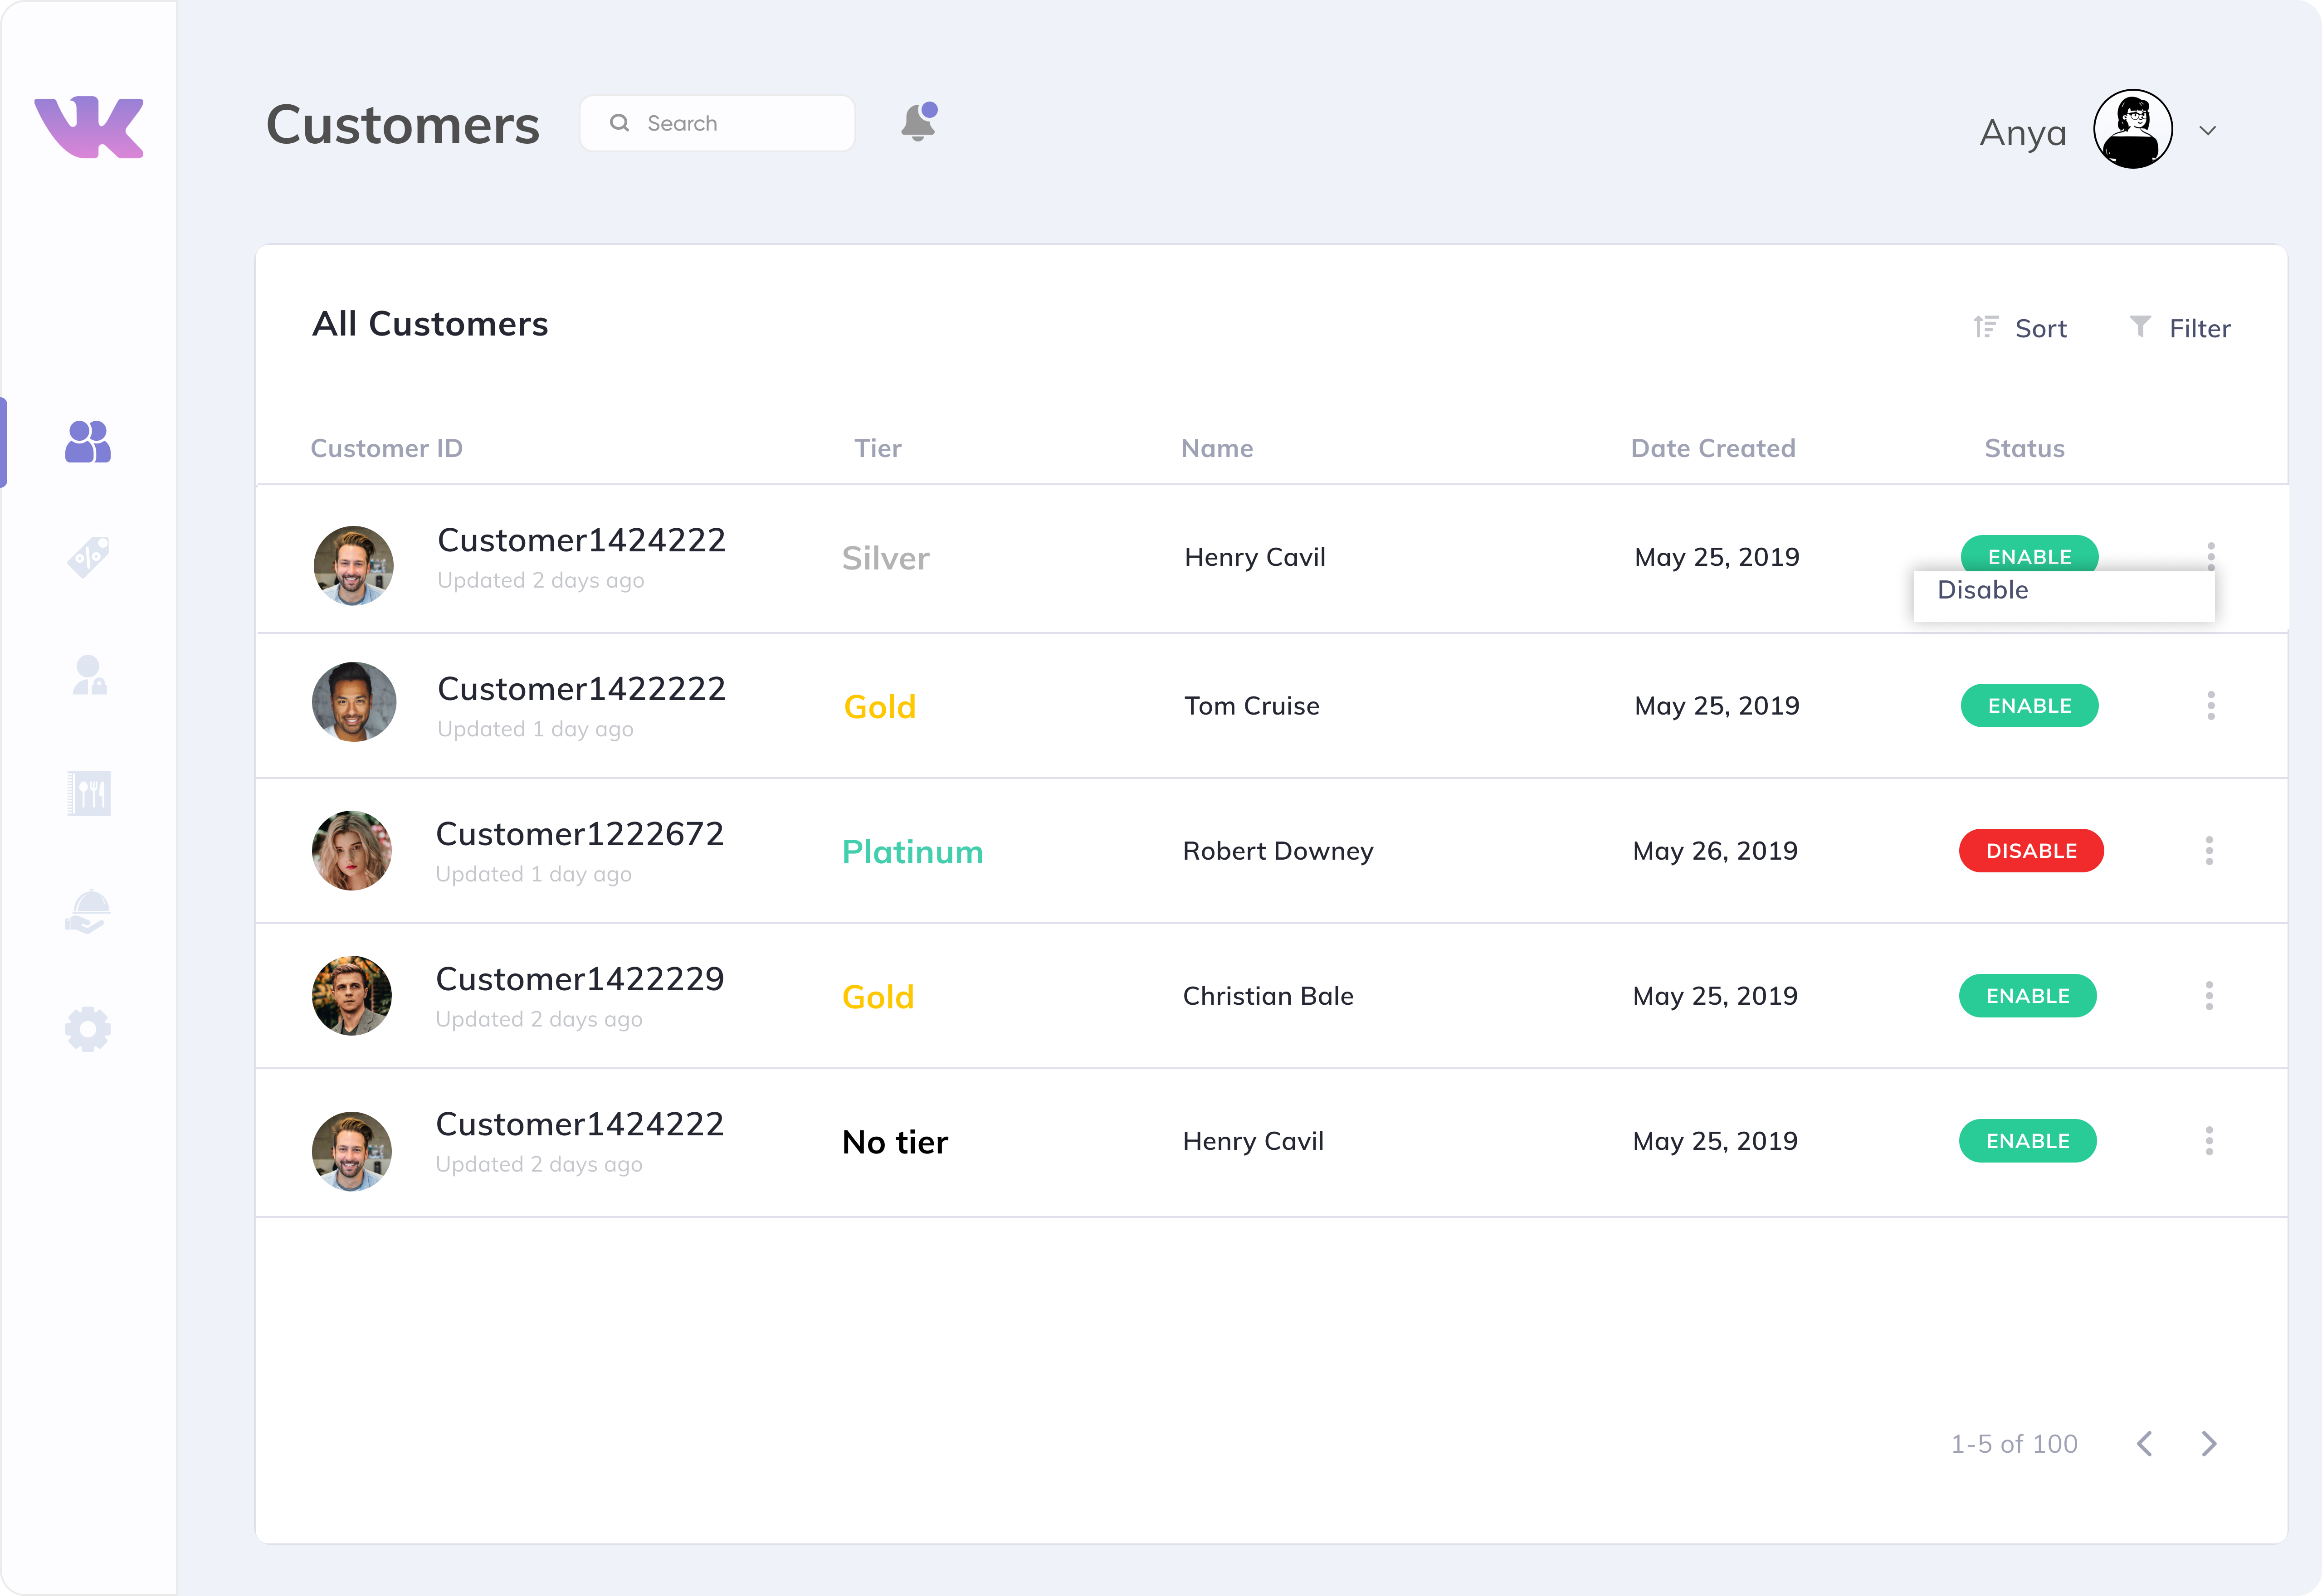 VK
Customers
Search
Anya
All Customers
Sort
Filter
Customer ID
Tier
Name
Date Created
Status
Customer1424222
Updated 2 days ago
Silver
Henry Cavil
May 25, 2019
ENABLE
Disable
Customer1422222
Updated 1 day ago
Gold
Tom Cruise
May 25, 2019
ENABLE
Customer1222672
Updated 1 day ago
Platinum
Robert Downey
May 26, 2019
DISABLE
Customer1422229
Updated 2 days ago
Gold
Christian Bale
May 25, 2019
ENABLE
Customer1424222
Updated 2 days ago
No tier
Henry Cavil
May 25, 2019
ENABLE
1-5 of 100